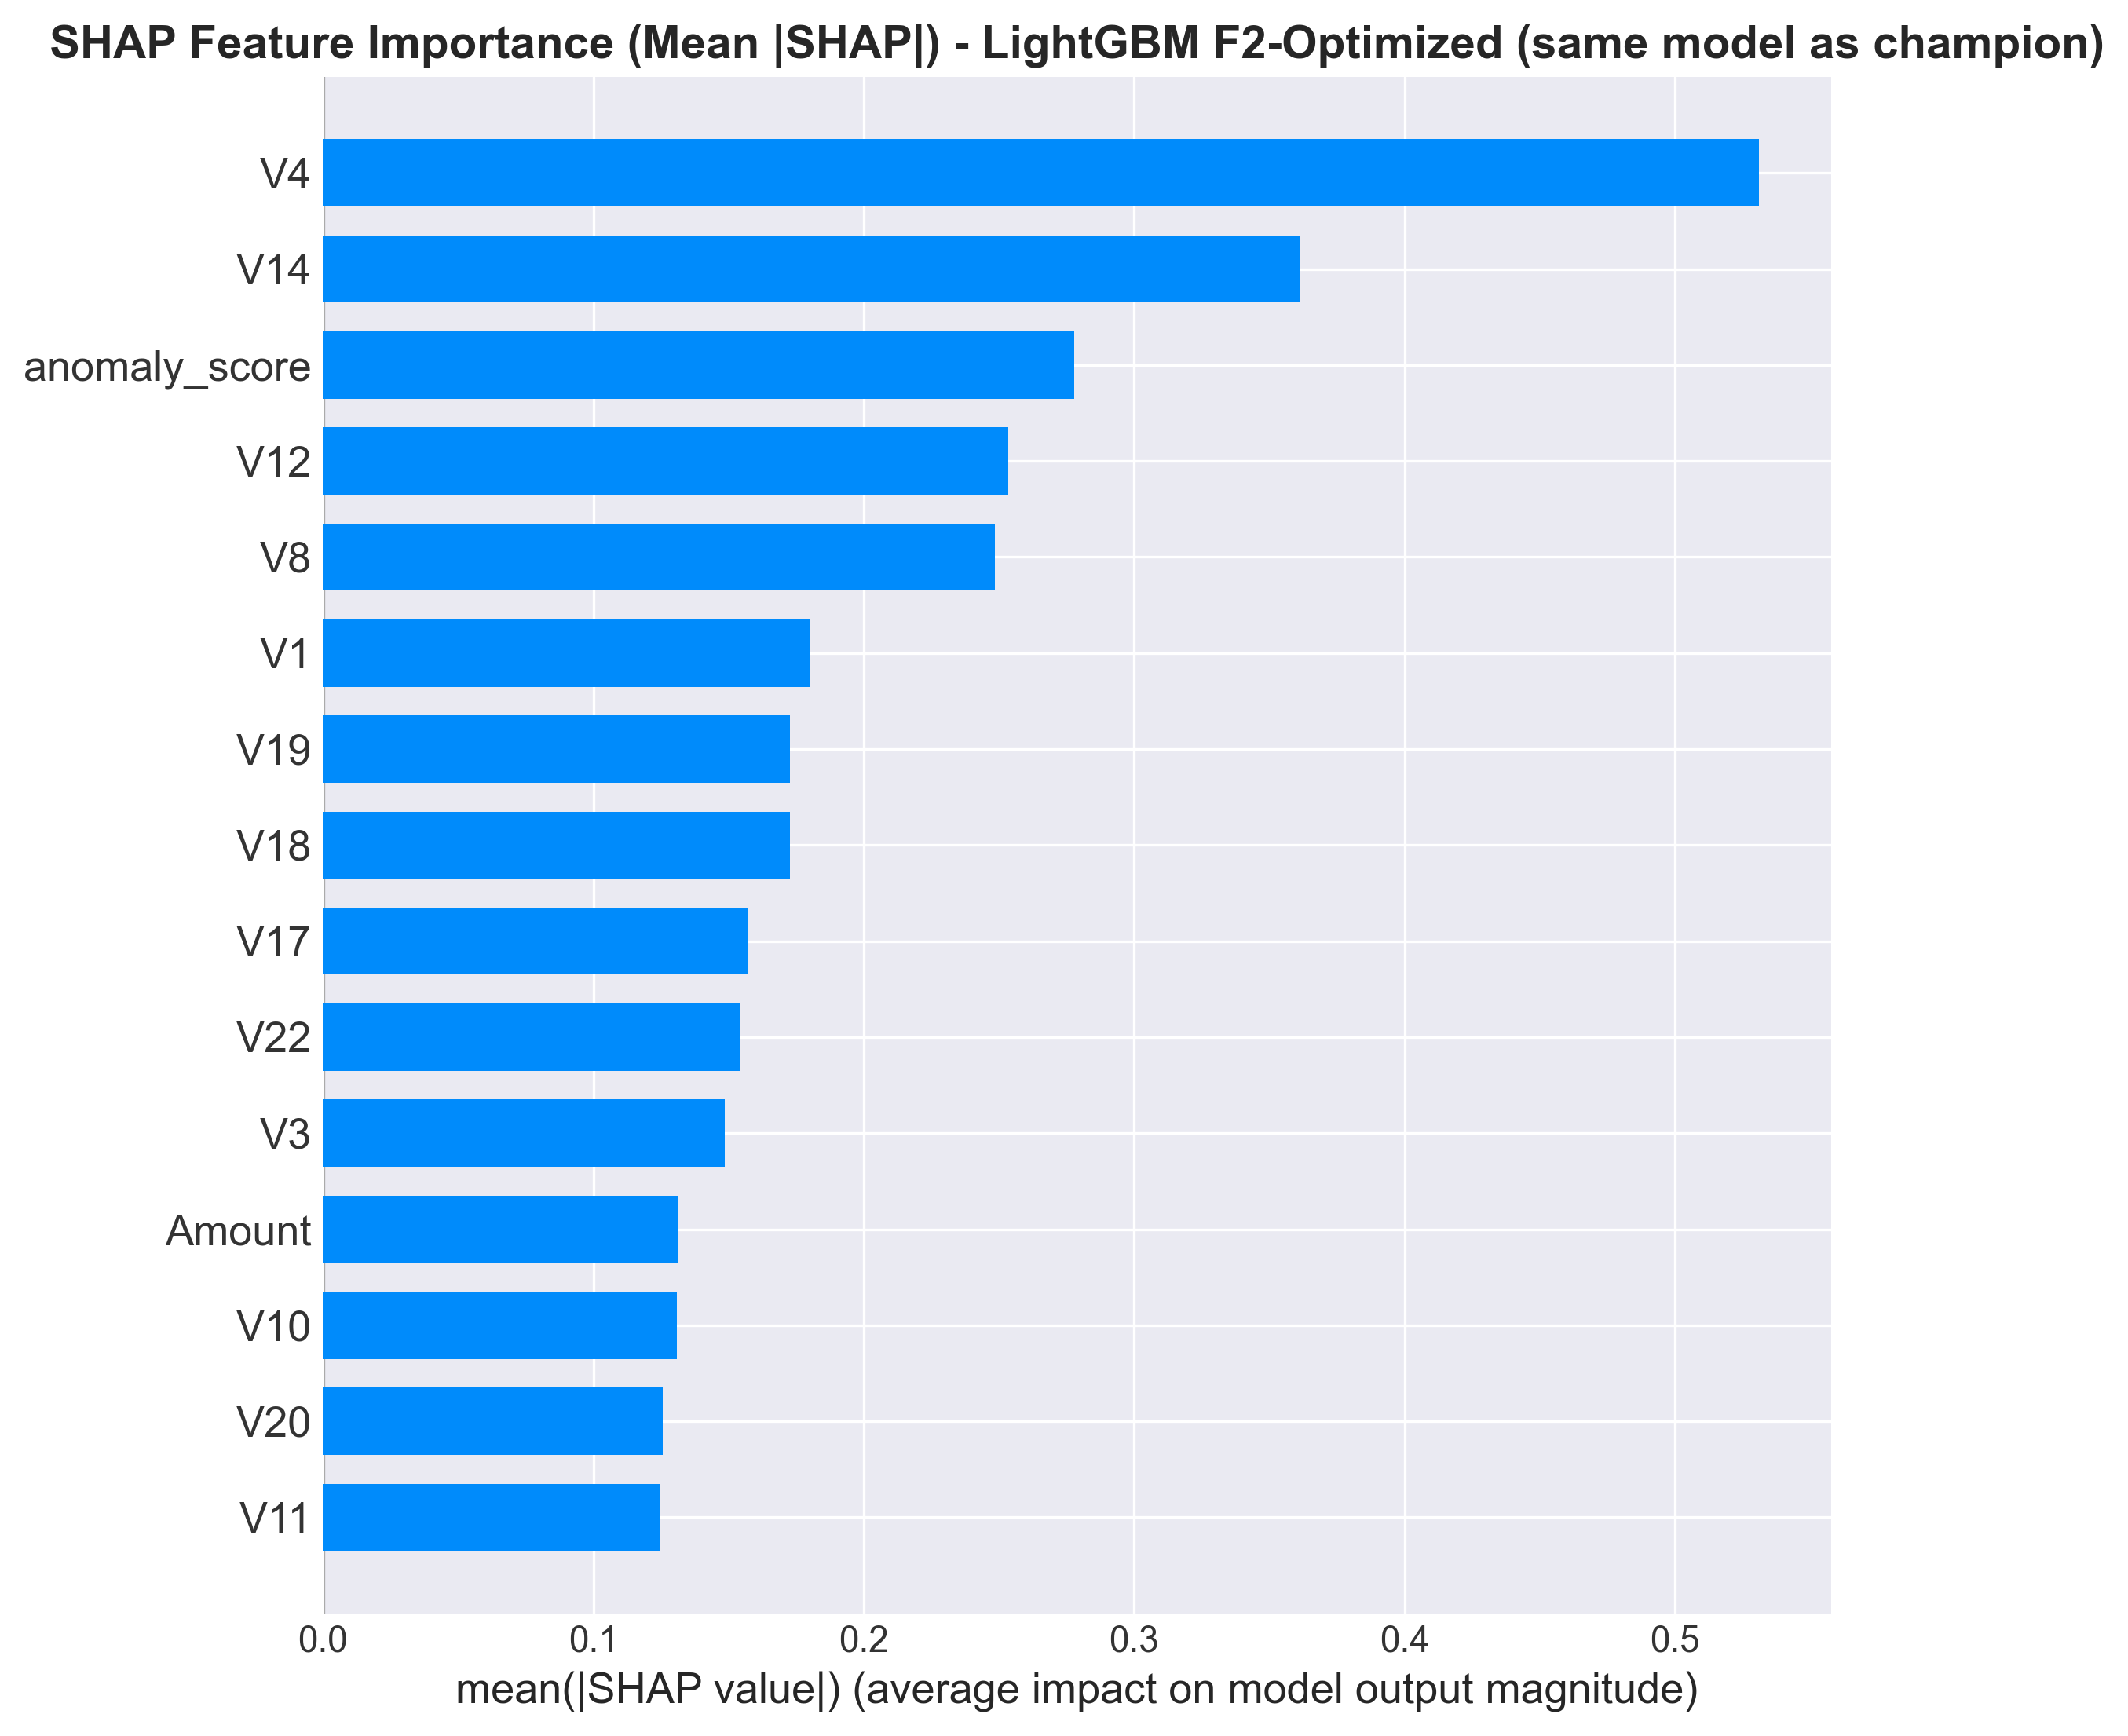 SHAP Feature Importance (Mean |SHAP|) - LightGBM F2-Optimized (same model as champion)
V4
V14
anomaly_score
V12
V8
V1
V19
V18
V17
V22
V3
Amount
V10
V20
V11
0.0 0.1 0.2 0.3 0.4 0.5
mean(|SHAP value|) (average impact on model output magnitude)